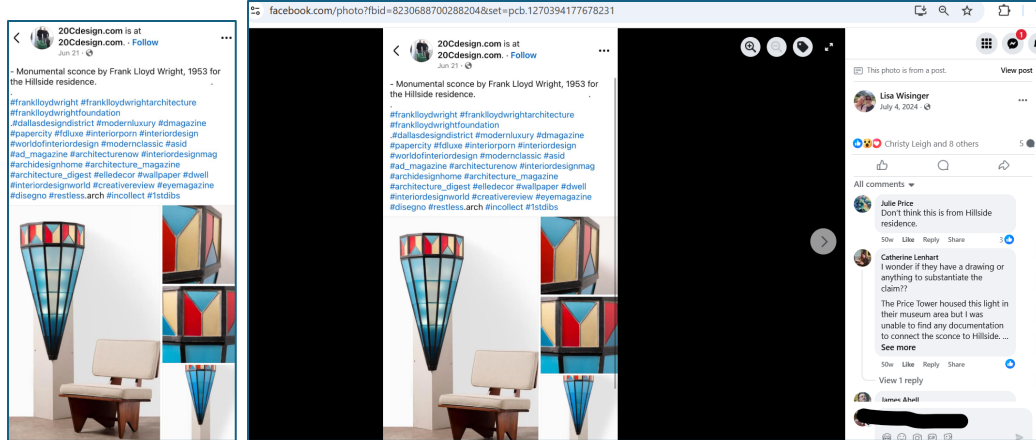 20Cdesign.com is at
20Cdesign.com. · Follow
Jun 21 ·
- Monumental sconce by Frank Lloyd Wright, 1953 for
the Hillside residence. .
.
#franklloydwright #franklloydwrightarchitecture
#franklloydwrightfoundation
.#dallasdesigndistrict #modernluxury #dmagazine
#papercity #fdluxe #interiorporn #interiordesign
#worldofinteriordesign #modernclassic #asid
#ad_magazine #architecturenow #interiordesignmag
#archidesignhome #architecture_magazine
#architecture_digest #elledecor #wallpaper #dwell
#interiordesignworld #creativereview #eyemagazine
#disegno #restless.arch #incollect #1stdibs
facebook.com/photo?fbid=8230688700288204&set=pcb.1270394177678231
20Cdesign.com is at
20Cdesign.com. · Follow
Jun 21 ·
- Monumental sconce by Frank Lloyd Wright, 1953 for
the Hillside residence. .
.
#franklloydwright #franklloydwrightarchitecture
#franklloydwrightfoundation
.#dallasdesigndistrict #modernluxury #dmagazine
#papercity #fdluxe #interiorporn #interiordesign
#worldofinteriordesign #modernclassic #asid
#ad_magazine #architecturenow #interiordesignmag
#archidesignhome #architecture_magazine
#architecture_digest #elledecor #wallpaper #dwell
#interiordesignworld #creativereview #eyemagazine
#disegno #restless.arch #incollect #1stdibs
1
This photo is from a post. View post
Lisa Wisinger
July 4, 2024 ·
Christy Leigh and 8 others 5
All comments
Julie Price
Don't think this is from Hillside
residence.
50w Like Reply Share 3
Catherine Lenhart
I wonder if they have a drawing or
anything to substantiate the
claim??
The Price Tower housed this light in
their museum area but I was
unable to find any documentation
to connect the sconce to Hillside. ...
See more
50w Like Reply Share
View 1 reply
James Abell